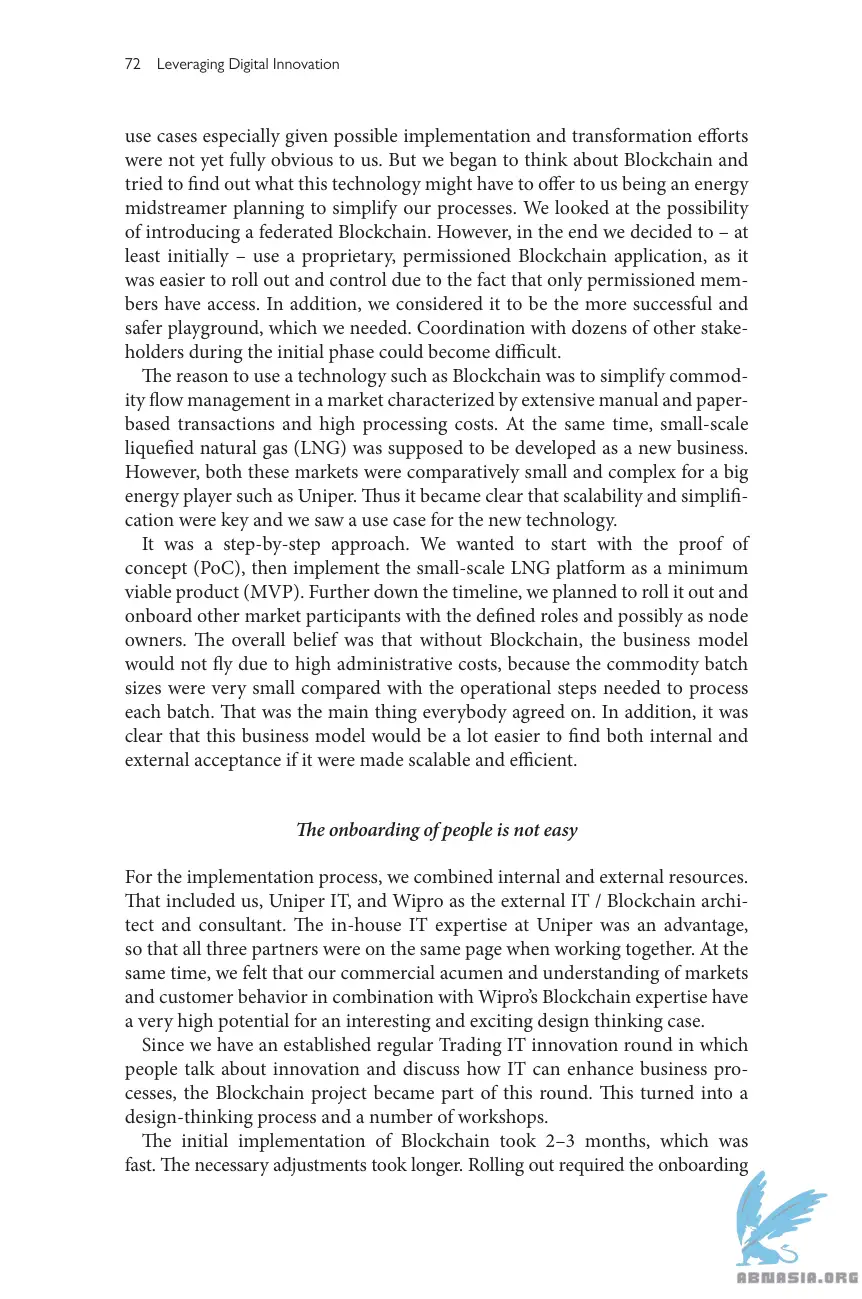 72 Leveraging Digital Innovation
use cases especially given possible implementation and transformation efforts
were not yet fully obvious to us. But we began to think about Blockchain and
tried to find out what this technology might have to offer to us being an energy
midstreamer planning to simplify our processes. We looked at the possibility
of introducing a federated Blockchain. However, in the end we decided to – at
least initially – use a proprietary, permissioned Blockchain application, as it
was easier to roll out and control due to the fact that only permissioned mem-
bers have access. In addition, we considered it to be the more successful and
safer playground, which we needed. Coordination with dozens of other stake-
holders during the initial phase could become difficult.
The reason to use a technology such as Blockchain was to simplify commod-
ity flow management in a market characterized by extensive manual and paper-
based transactions and high processing costs. At the same time, small-scale
liquefied natural gas (LNG) was supposed to be developed as a new business.
However, both these markets were comparatively small and complex for a big
energy player such as Uniper. Thus it became clear that scalability and simplifi-
cation were key and we saw a use case for the new technology.
It was a step-by-step approach. We wanted to start with the proof of
concept (PoC), then implement the small-scale LNG platform as a minimum
viable product (MVP). Further down the timeline, we planned to roll it out and
onboard other market participants with the defined roles and possibly as node
owners. The overall belief was that without Blockchain, the business model
would not fly due to high administrative costs, because the commodity batch
sizes were very small compared with the operational steps needed to process
each batch. That was the main thing everybody agreed on. In addition, it was
clear that this business model would be a lot easier to find both internal and
external acceptance if it were made scalable and efficient.
The onboarding of people is not easy
For the implementation process, we combined internal and external resources.
That included us, Uniper IT, and Wipro as the external IT / Blockchain archi-
tect and consultant. The in-house IT expertise at Uniper was an advantage,
so that all three partners were on the same page when working together. At the
same time, we felt that our commercial acumen and understanding of markets
and customer behavior in combination with Wipro's Blockchain expertise have
a very high potential for an interesting and exciting design thinking case.
Since we have an established regular Trading IT innovation round in which
people talk about innovation and discuss how IT can enhance business pro-
cesses, the Blockchain project became part of this round. This turned into a
design-thinking process and a number of workshops.
The initial implementation of Blockchain took 2–3 months, which was
fast. The necessary adjustments took longer. Rolling out required the onboarding
ABNASIA.ORG